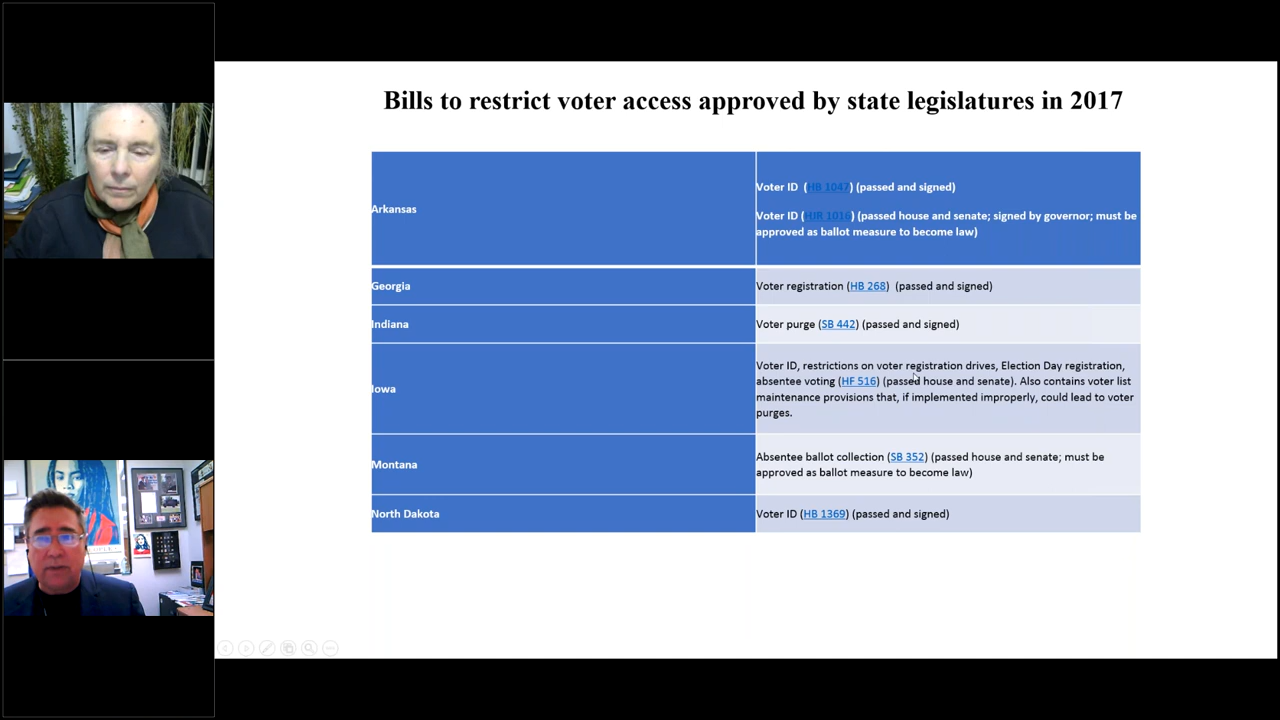 Bills to restrict voter access approved by state legislatures in 2017
Arkansas
Voter ID (HB 1047) (passed and signed)
Voter ID (HJR 1016) (passed house and senate; signed by governor; must be
approved as ballot measure to become law)
Georgia
Voter registration (HB 268) (passed and signed)
Indiana
Voter purge (SB 442) (passed and signed)
Iowa
Voter ID, restrictions on voter registration drives, Election Day registration,
absentee voting (HF 516) (passed house and senate). Also contains voter list
maintenance provisions that, if implemented improperly, could lead to voter
purges.
Montana
Absentee ballot collection (SB 352) (passed house and senate; must be
approved as ballot measure to become law)
North Dakota
Voter ID (HB 1369) (passed and signed)